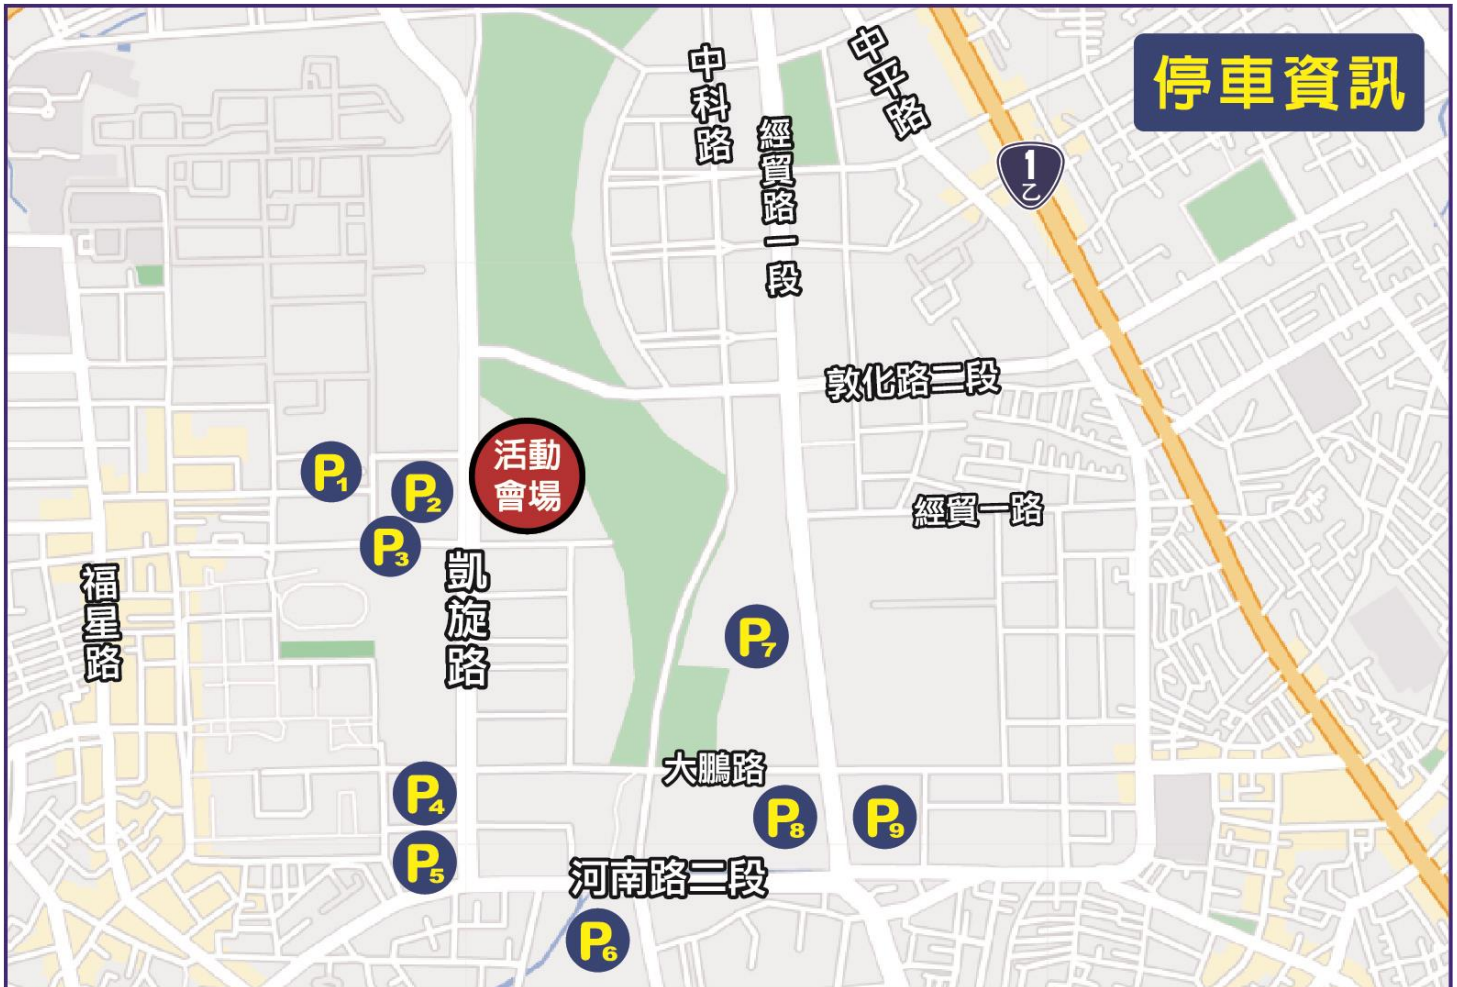 停車資訊
中科路
經貿路一段
中平路
1
乙
敦化路二段
活動
會場
P1
P2
P3
經貿一路
凱旋路
福星路
P7
大鵬路
P4
P8
P9
P5
河南路二段
P6